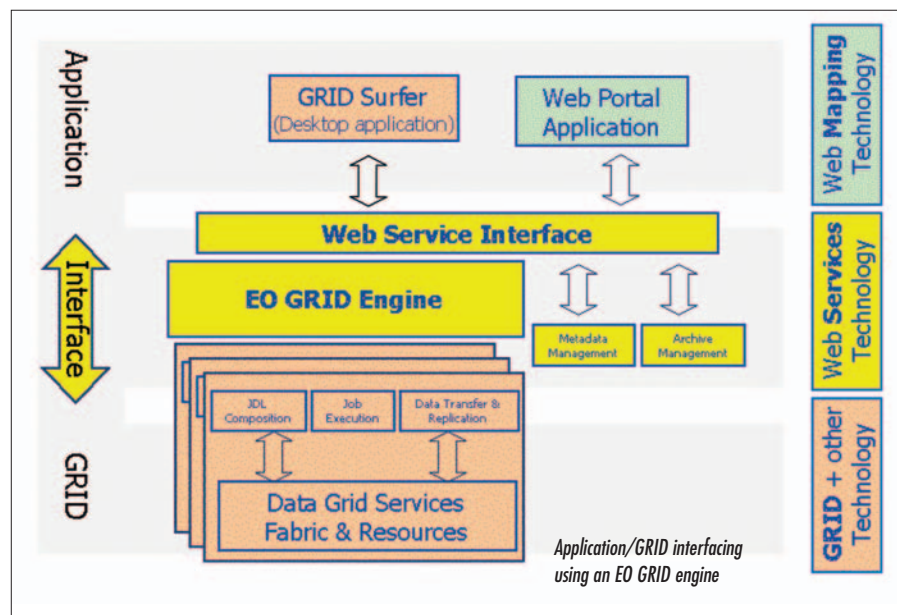 Application
Interface
GRID
GRID Surfer
(Desktop application)
Web Portal
Application
Web Service Interface
EO GRID Engine
Metadata
Management
Archive
Management
JDL
Composition
Job
Execution
Data Transfer &
Replication
Data Grid Services
Fabric & Resources
Application/GRID interfacing
using an EO GRID engine
Web Mapping
Technology
Web Services
Technology
GRID + other
Technology